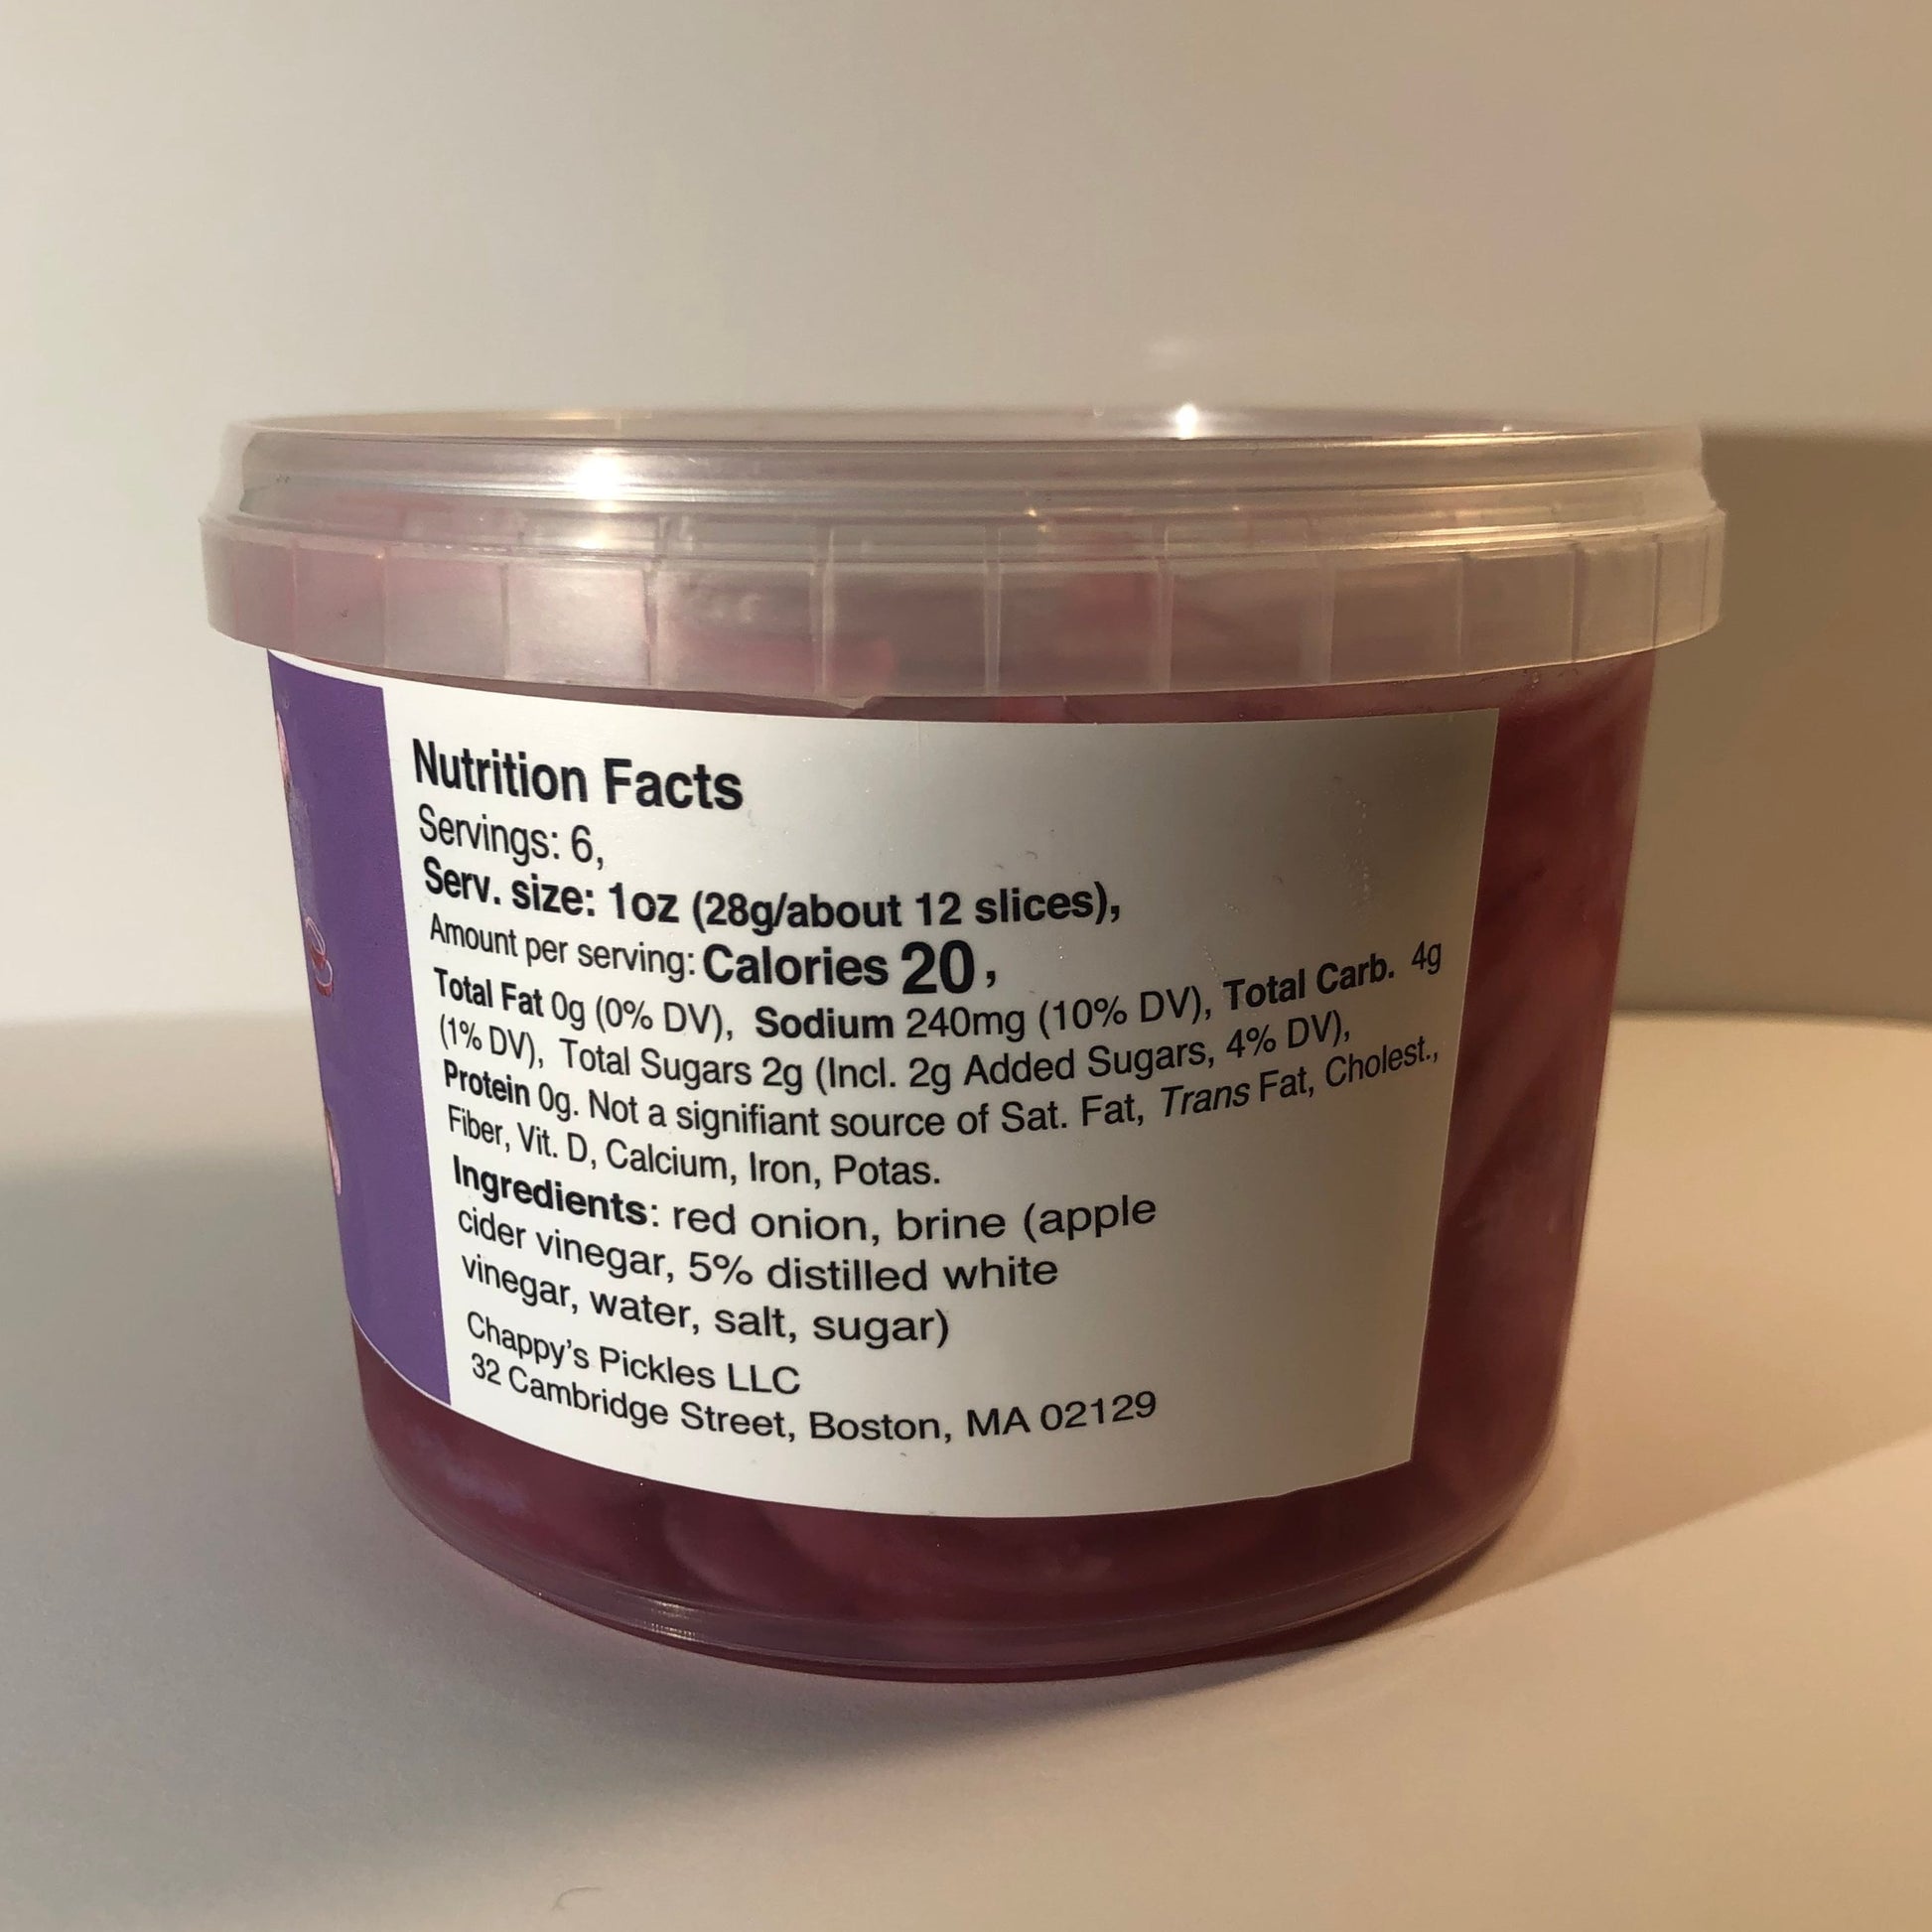 Nutrition Facts
Servings: 6,
Serv. size: 1oz (28g/about 12 slices),
Amount per serving: Calories 20,
Total Fat 0g (0% DV), Sodium 240mg (10% DV), Total Carb. 4g
(1% DV), Total Sugars 2g (Incl. 2g Added Sugars, 4% DV),
Protein 0g. Not a signifiant source of Sat. Fat, Trans Fat, Cholest.,
Fiber, Vit. D, Calcium, Iron, Potas.
Ingredients: red onion, brine (apple
cider vinegar, 5% distilled white
vinegar, water, salt, sugar)
Chappy's Pickles LLC
32 Cambridge Street, Boston, MA 02129